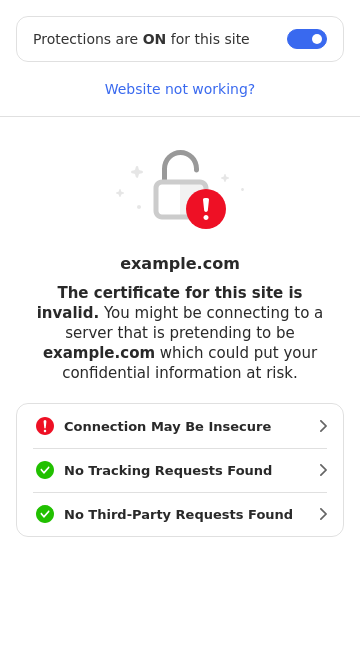 Protections are ON for this site
Website not working?
example.com
The certificate for this site is
invalid. You might be connecting to a
server that is pretending to be
example.com which could put your
confidential information at risk.
Connection May Be Insecure
No Tracking Requests Found
No Third-Party Requests Found